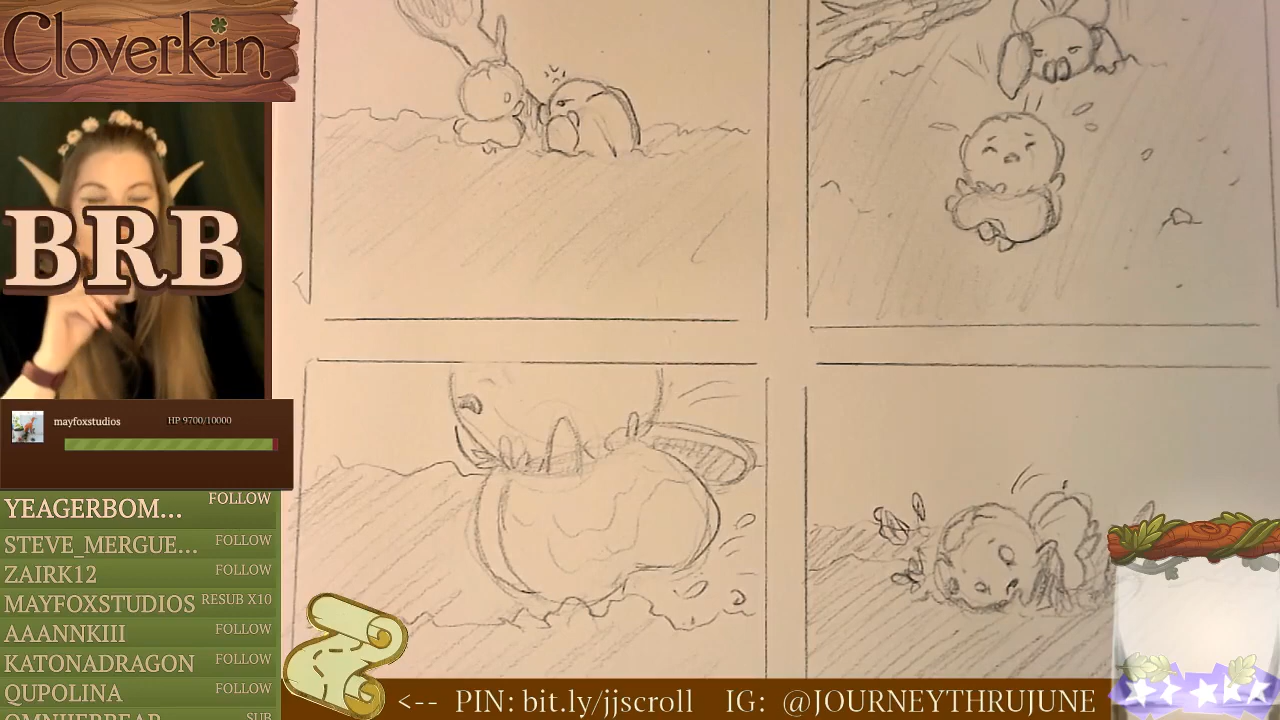 Cloverkin
BRB
mayfoxstudios HP 9700/10000
YEAGERBOM... FOLLOW
STEVE_MERGUE... FOLLOW
ZAIRK12 FOLLOW
MAYFOXSTUDIOS RESUB X10
AAANNKIII FOLLOW
KATONADRAGON FOLLOW
QUPOLINA FOLLOW
SUB
<-- PIN: bit.ly/jjscroll IG: @JOURNEYTHRUJUNE